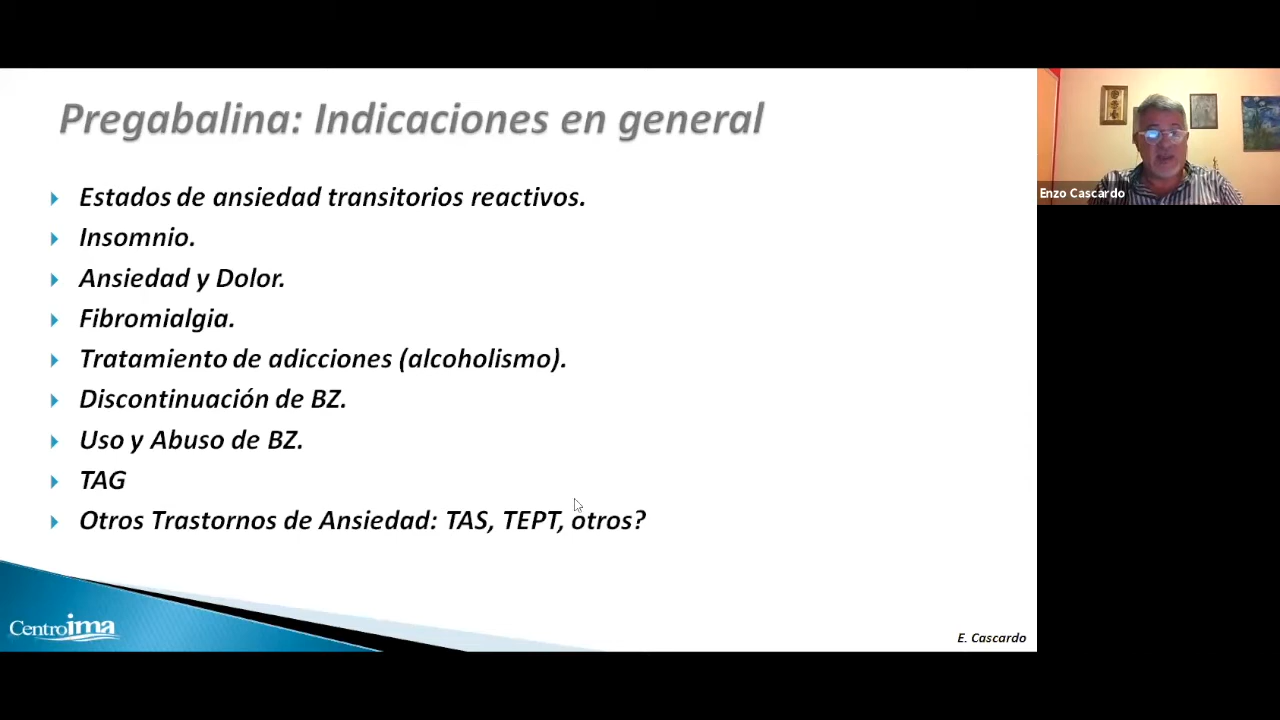 Pregabalina: Indicaciones en general
Estados de ansiedad transitorios reactivos.
Insomnio.
Ansiedad y Dolor.
Fibromialgia.
Tratamiento de adicciones (alcoholismo).
Discontinuación de BZ.
Uso y Abuso de BZ.
TAG
Otros Trastornos de Ansiedad: TAS, TEPT, otros?
Centroima
E. Cascardo
Enzo Cascardo